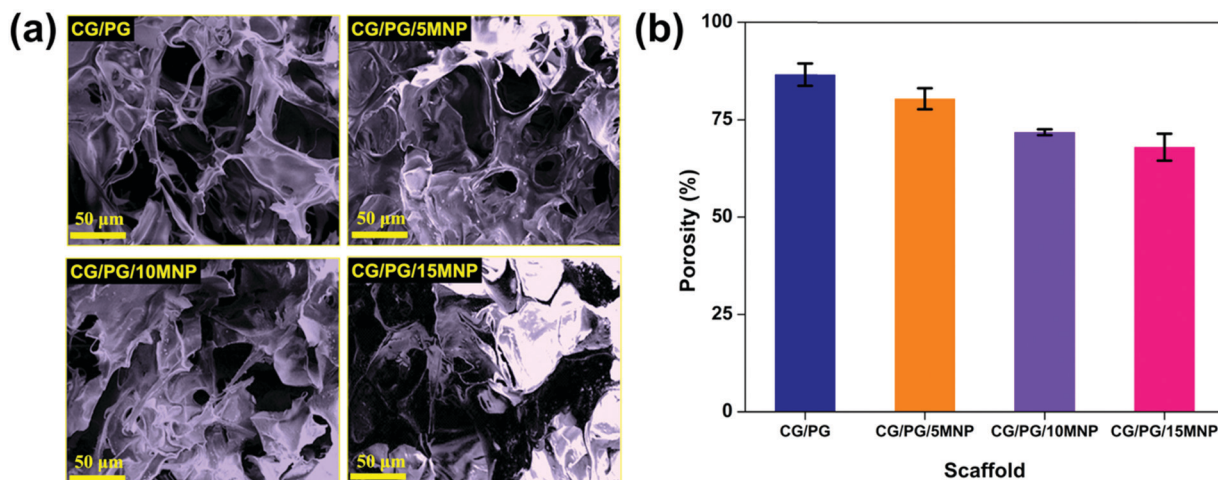 (a)
CG/PG
50 µm
CG/PG/5MNP
50 µm
CG/PG/10MNP
50 µm
CG/PG/15MNP
50 µm
(b)
Porosity (%)
100
75
50
25
0
CG/PG
CG/PG/5MNP
CG/PG/10MNP
CG/PG/15MNP
Scaffold